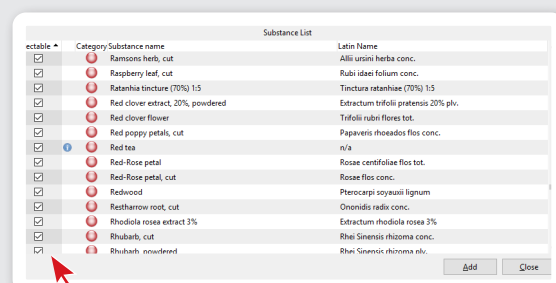 Substance List
ectable Category Substance name Latin Name
Ramsons herb, cut Allii ursini herba conc.
Raspberry leaf, cut Rubi idaei folium conc.
Ratanhia tincture (70%) 1:5 Tinctura ratanhiae (70%) 1:5
Red clover extract, 20%, powdered Extractum trifolii pratensis 20% plv.
Red clover flower Trifolii rubri flores tot.
Red poppy petals, cut Papaveris rhoeados flos conc.
Red tea n/a
Red-Rose petal Rosae centifoliae flos tot.
Red-Rose petal, cut Rosae flos conc.
Redwood Pterocarpi soyauxii lignum
Restharrow root, cut Ononidis radix conc.
Rhodiola rosea extract 3% Extractum rhodiola rosea 3%
Rhubarb, cut Rhei Sinensis rhizoma conc.
Rhubarb, powdered Rhei Sinensis rhizoma plv.
Add Close